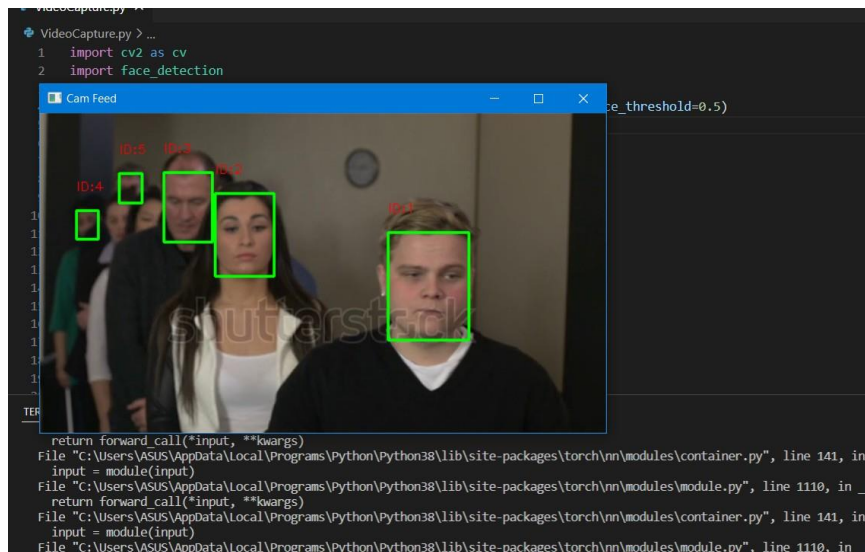 VideoCapture.py
VideoCapture.py > ...
1 import cv2 as cv
2 import face_detection
Cam Feed
ce_threshold=0.5)
ID:5
ID:2
ID:4
shutterstock
return forward_call(*input, **kwargs)
File "C:\Users\ASUS\AppData\Local\Programs\Python\Python38\lib\site-packages\torch\nn\modules\container.py", line 141, in
input = module(input)
File "C:\Users\ASUS\AppData\Local\Programs\Python\Python38\lib\site-packages\torch\nn\modules\module.py", line 1110, in _
return forward_call(*input, **kwargs)
File "C:\Users\ASUS\AppData\Local\Programs\Python\Python38\lib\site-packages\torch\nn\modules\container.py", line 141, in
input = module(input)
File "C:\Users\ASUS\AppData\Local\Programs\Python\Python38\lib\site-packages\torch\nn\modules\module.py", line 1110, in